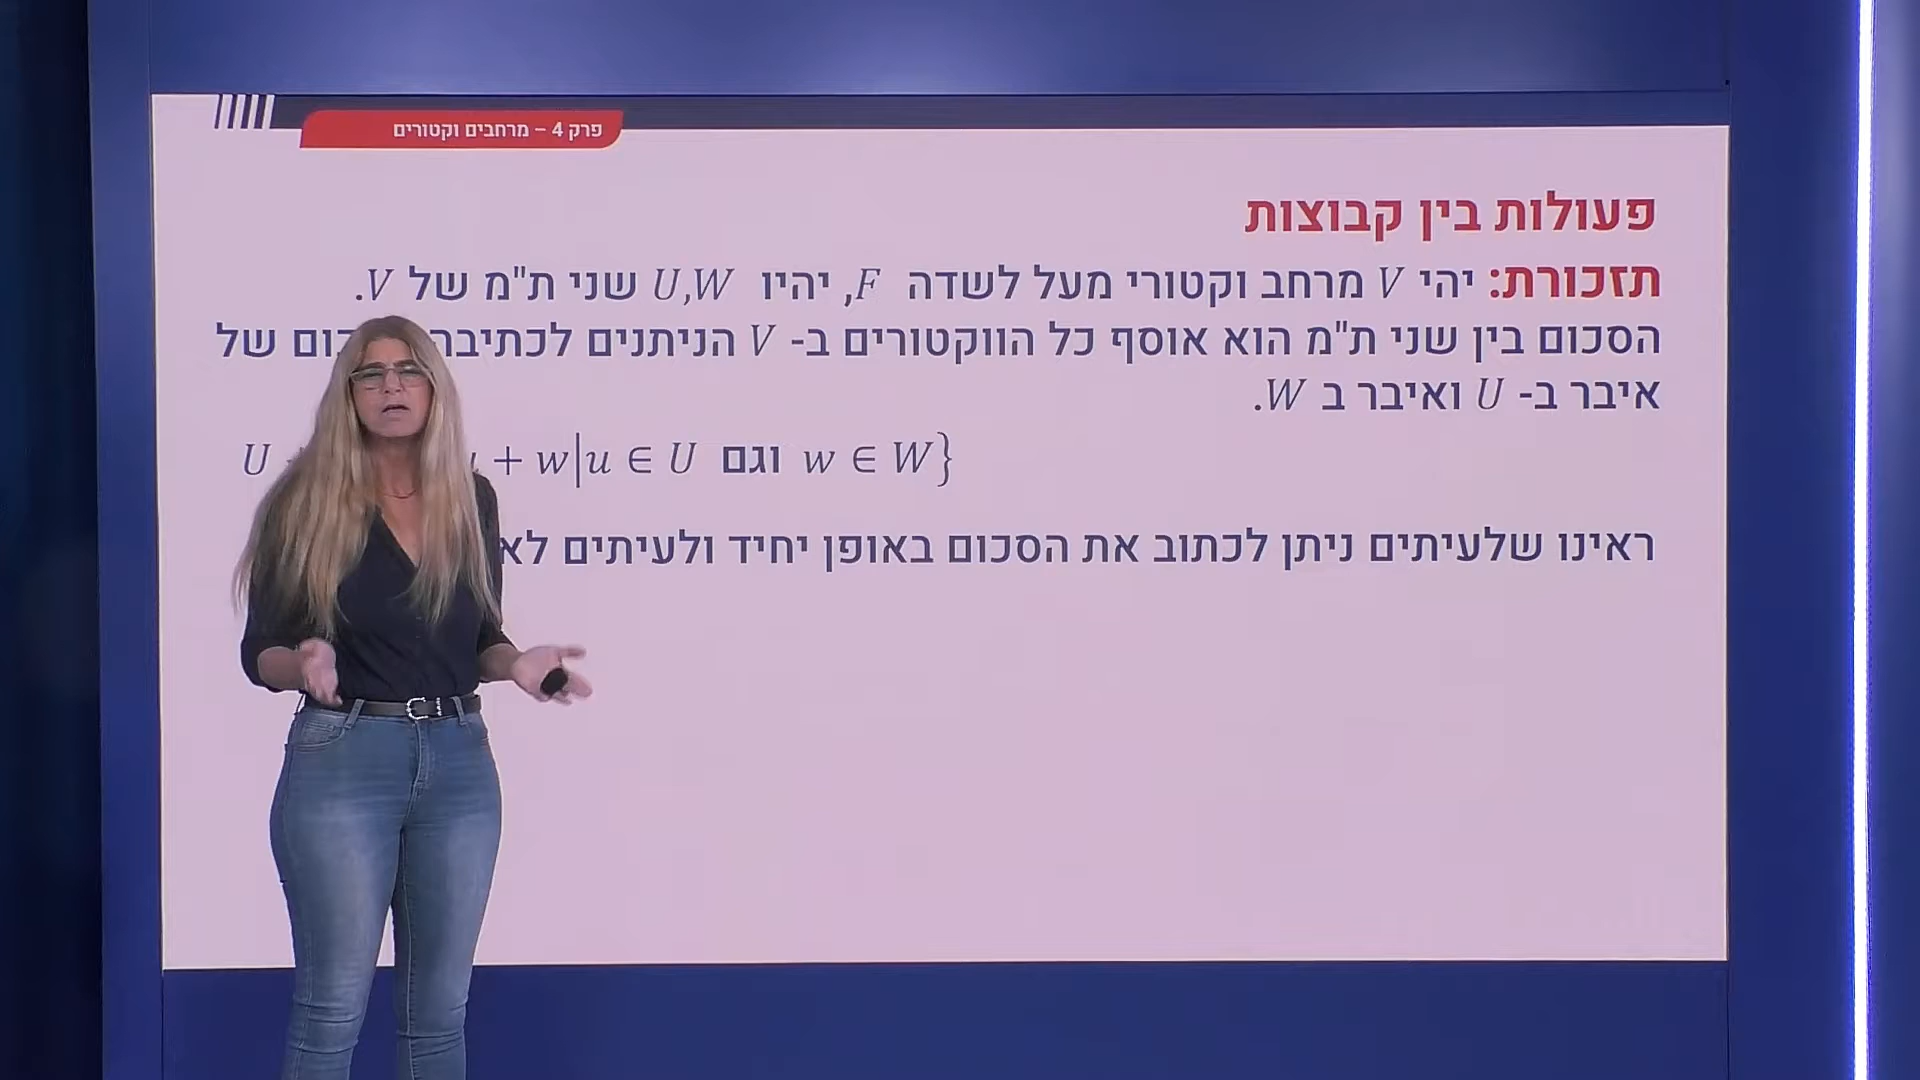 פרק 4 – מרחבים וקטורים
פעולות בין קבוצות
תזכורת: יהי V מרחב וקטורי מעל לשדה F, יהיו U,W שני ת"מ של V.
הסכום בין שני ת"מ הוא אוסף כל הווקטורים ב- V הניתנים של
איבר ב- U ואיבר ב W.
U + w|u ∈ U וגם w ∈ W}
ראינו שלעיתים ניתן לכתוב את הסכום באופן יחיד ולעיתים